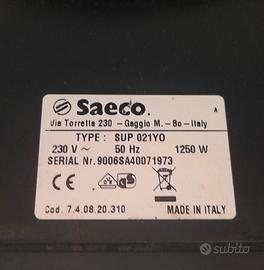 Saeco.
A
Via Torretta 230 - Gaggio M. - Bo - Italy
TYPE : SUP 021YO
230 V ~ 50 Hz 1250 W
SERIAL Nr.9006SA40071973
CE
Cod. 7.4.08.20.310
MADE IN ITALY
subito